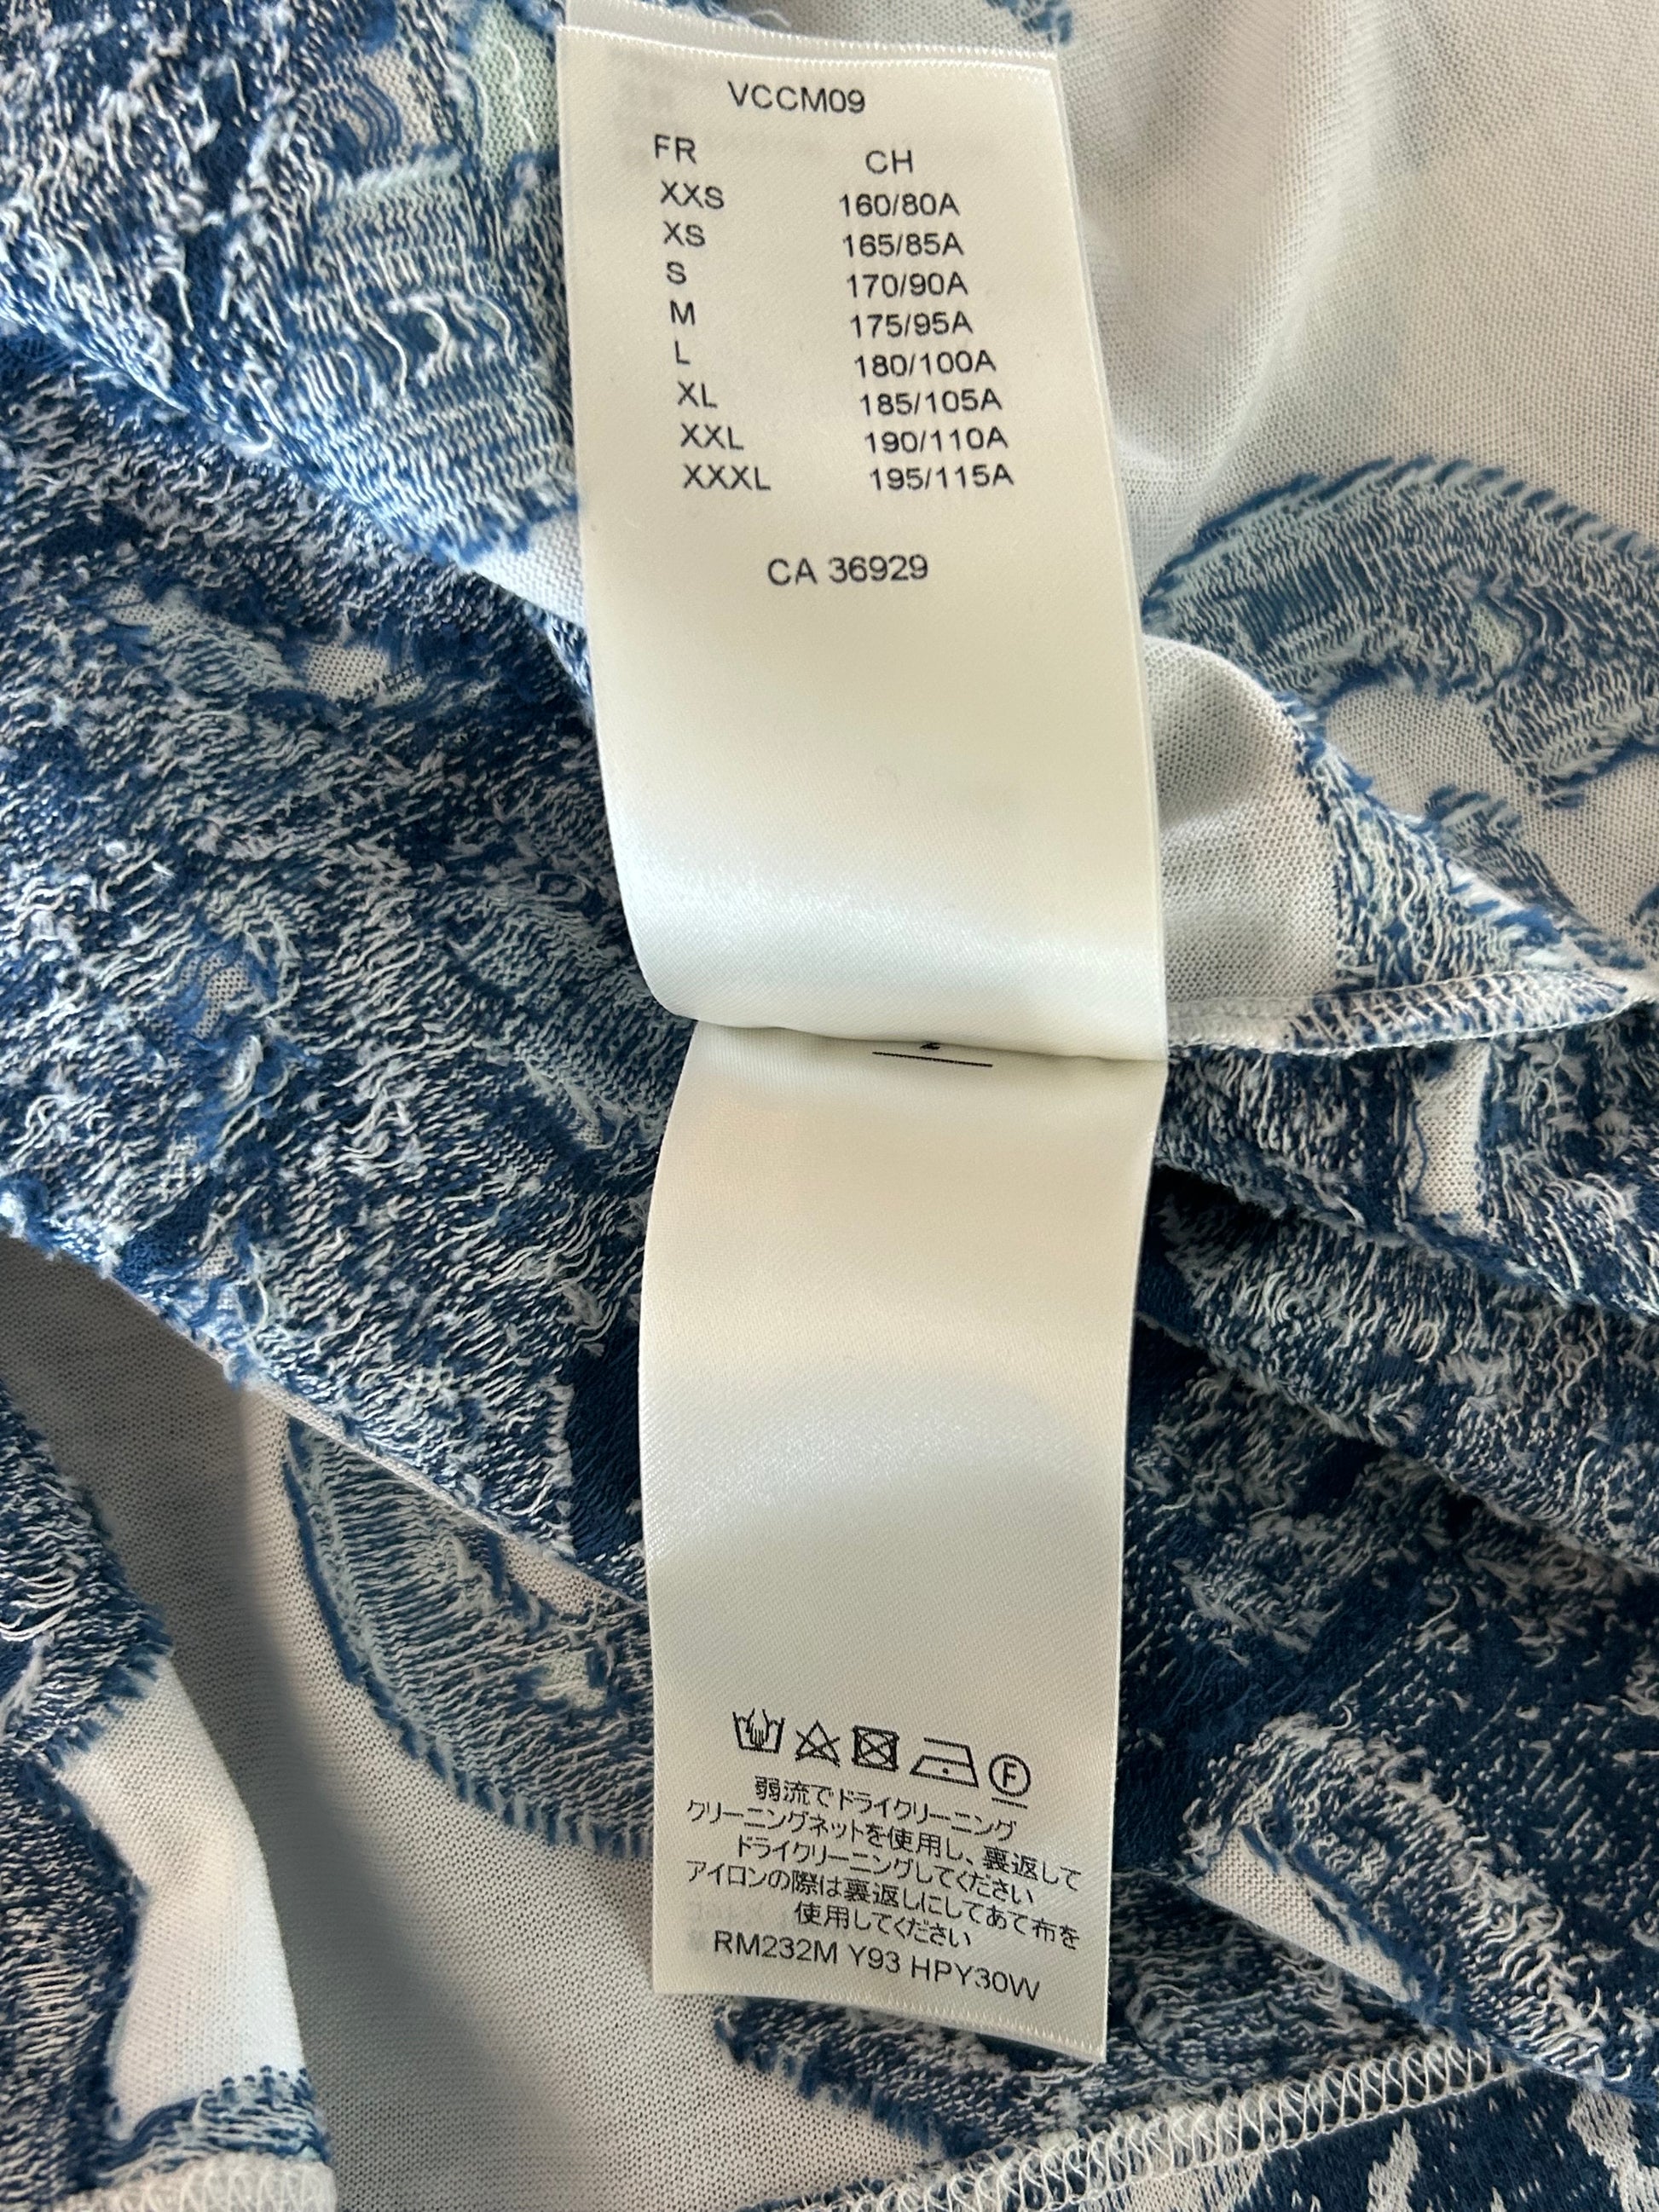 VCCM09
FR CH
XXS 160/80A
XS 165/85A
S 170/90A
M 175/95A
L 180/100A
XL 185/105A
XXL 190/110A
XXXL 195/115A
CA 36929
F
弱流でドライクリーニング
クリーニングネットを使用し、裏返して
ドライクリーニングしてください
アイロンの際は裏返しにしてあて布を
使用してください
RM232M Y93 HPY30W